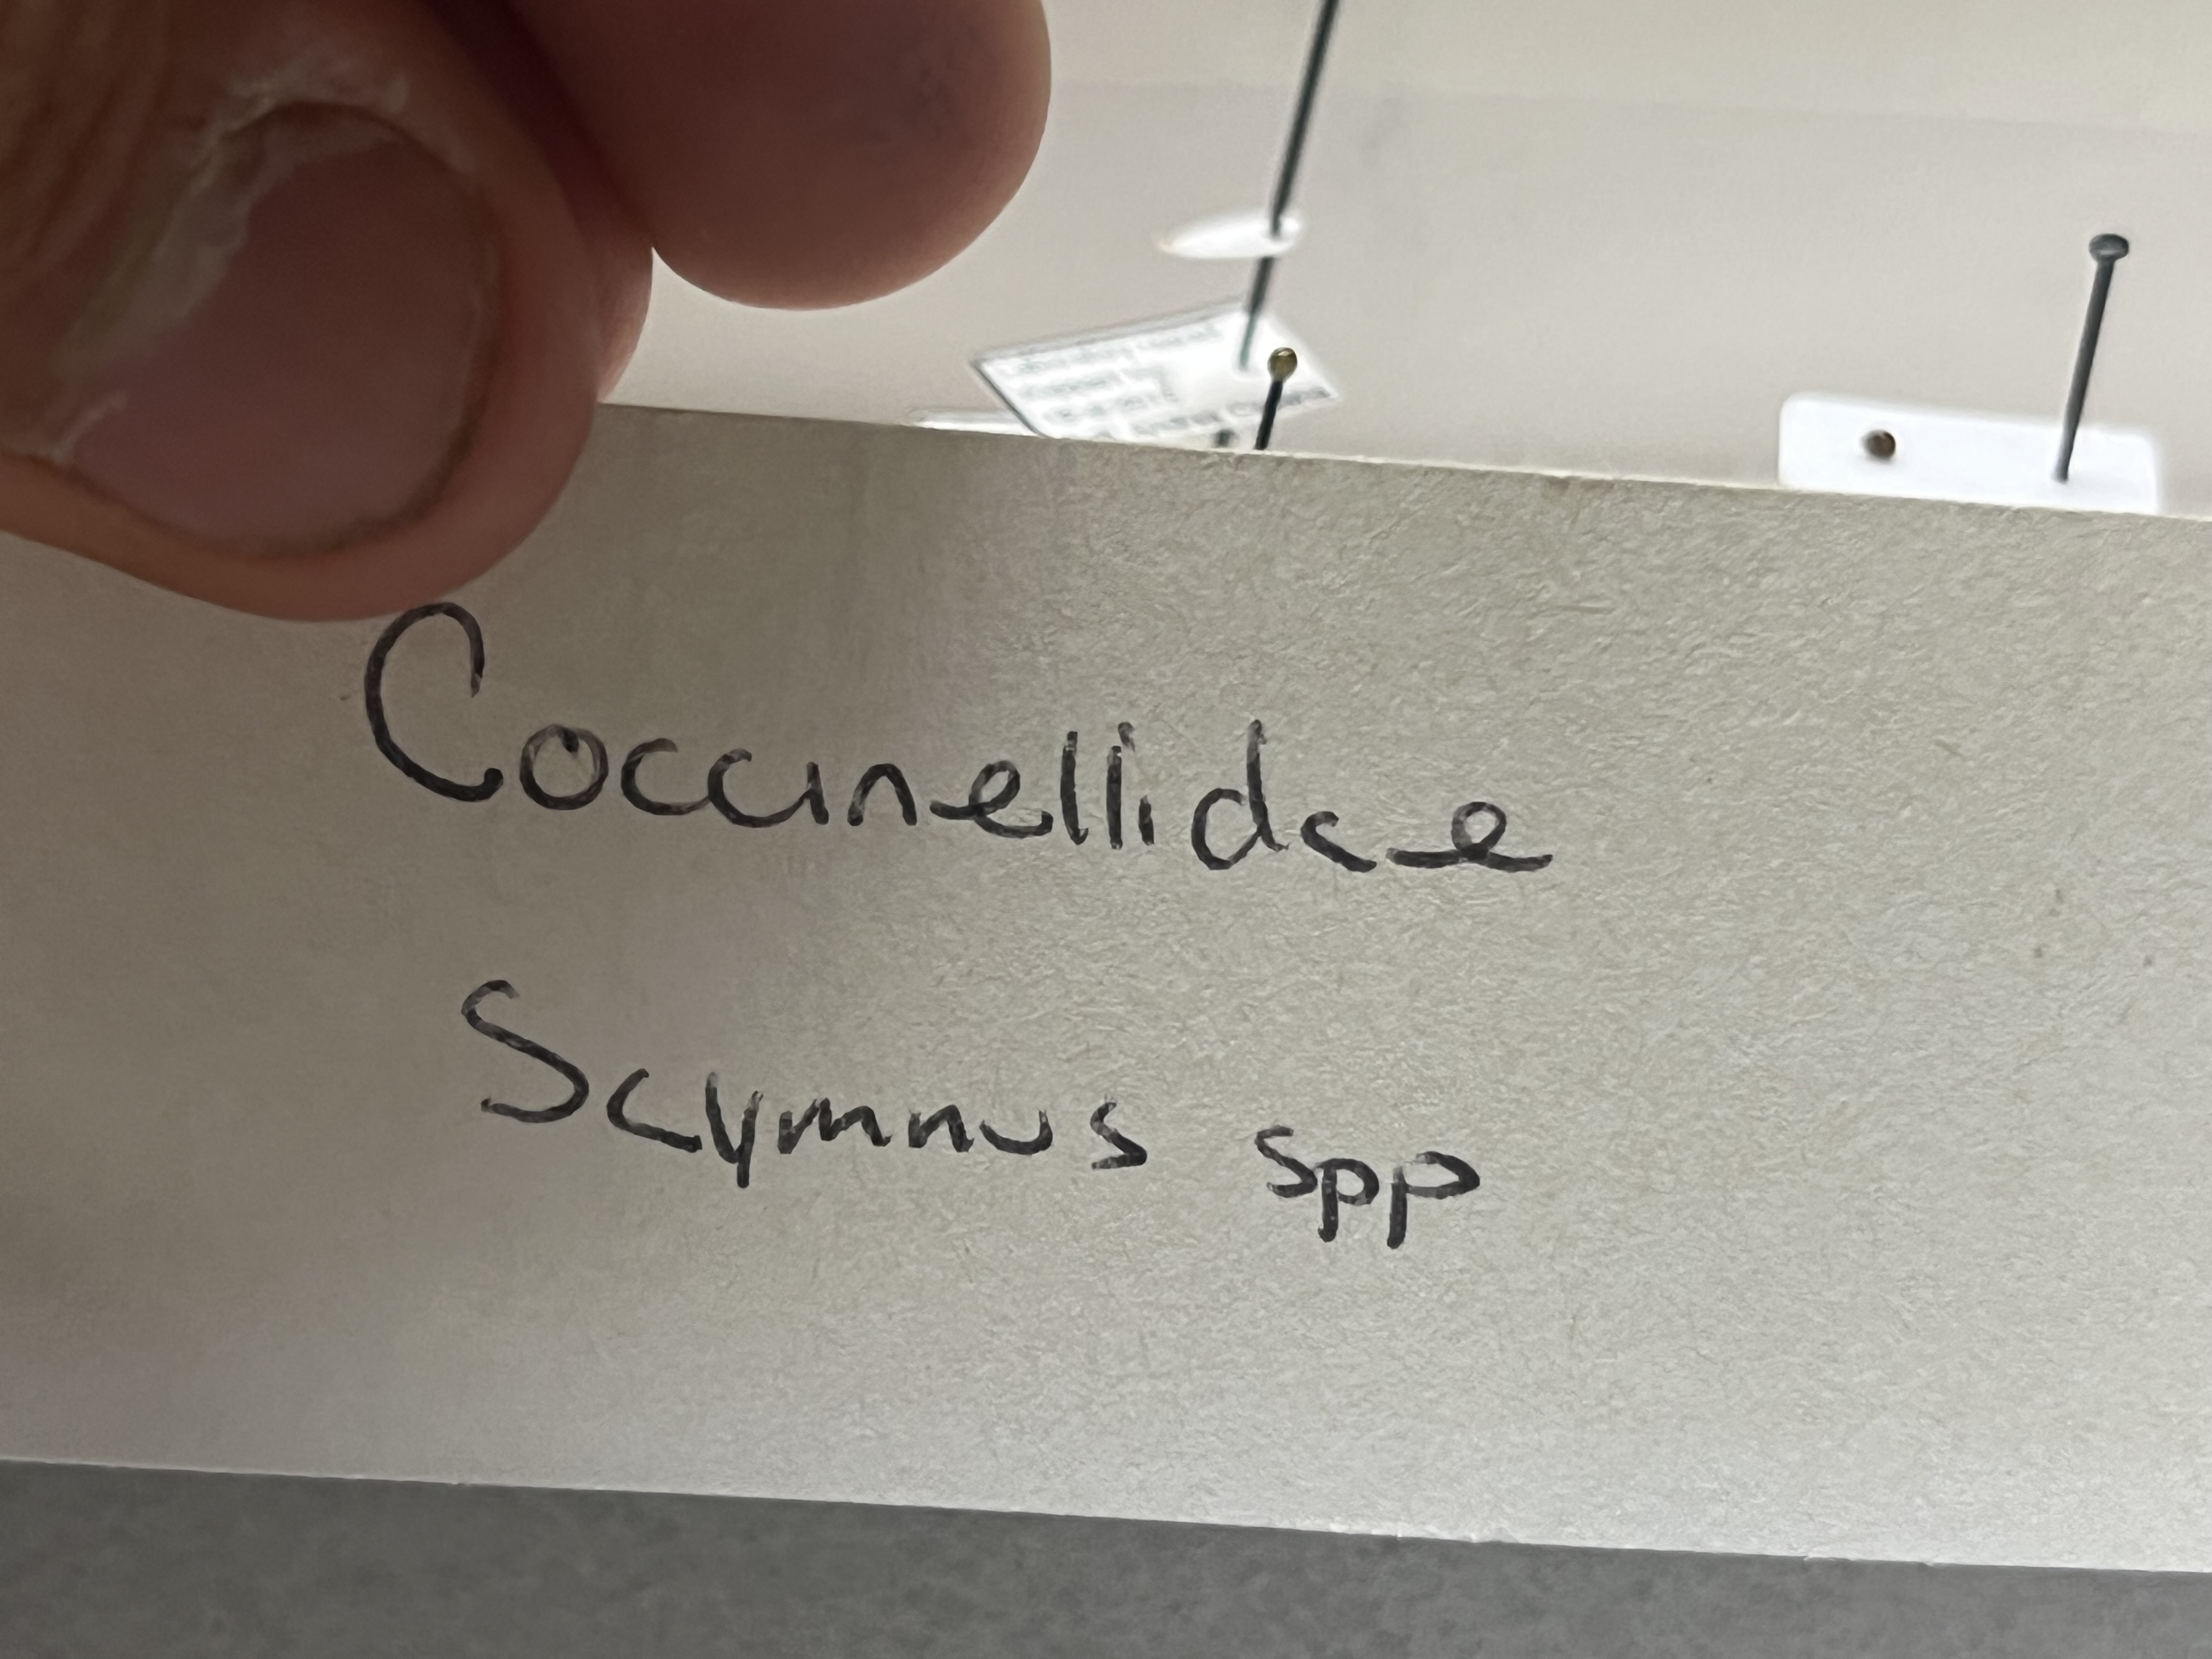 Coccinellidae
Scymnus spp